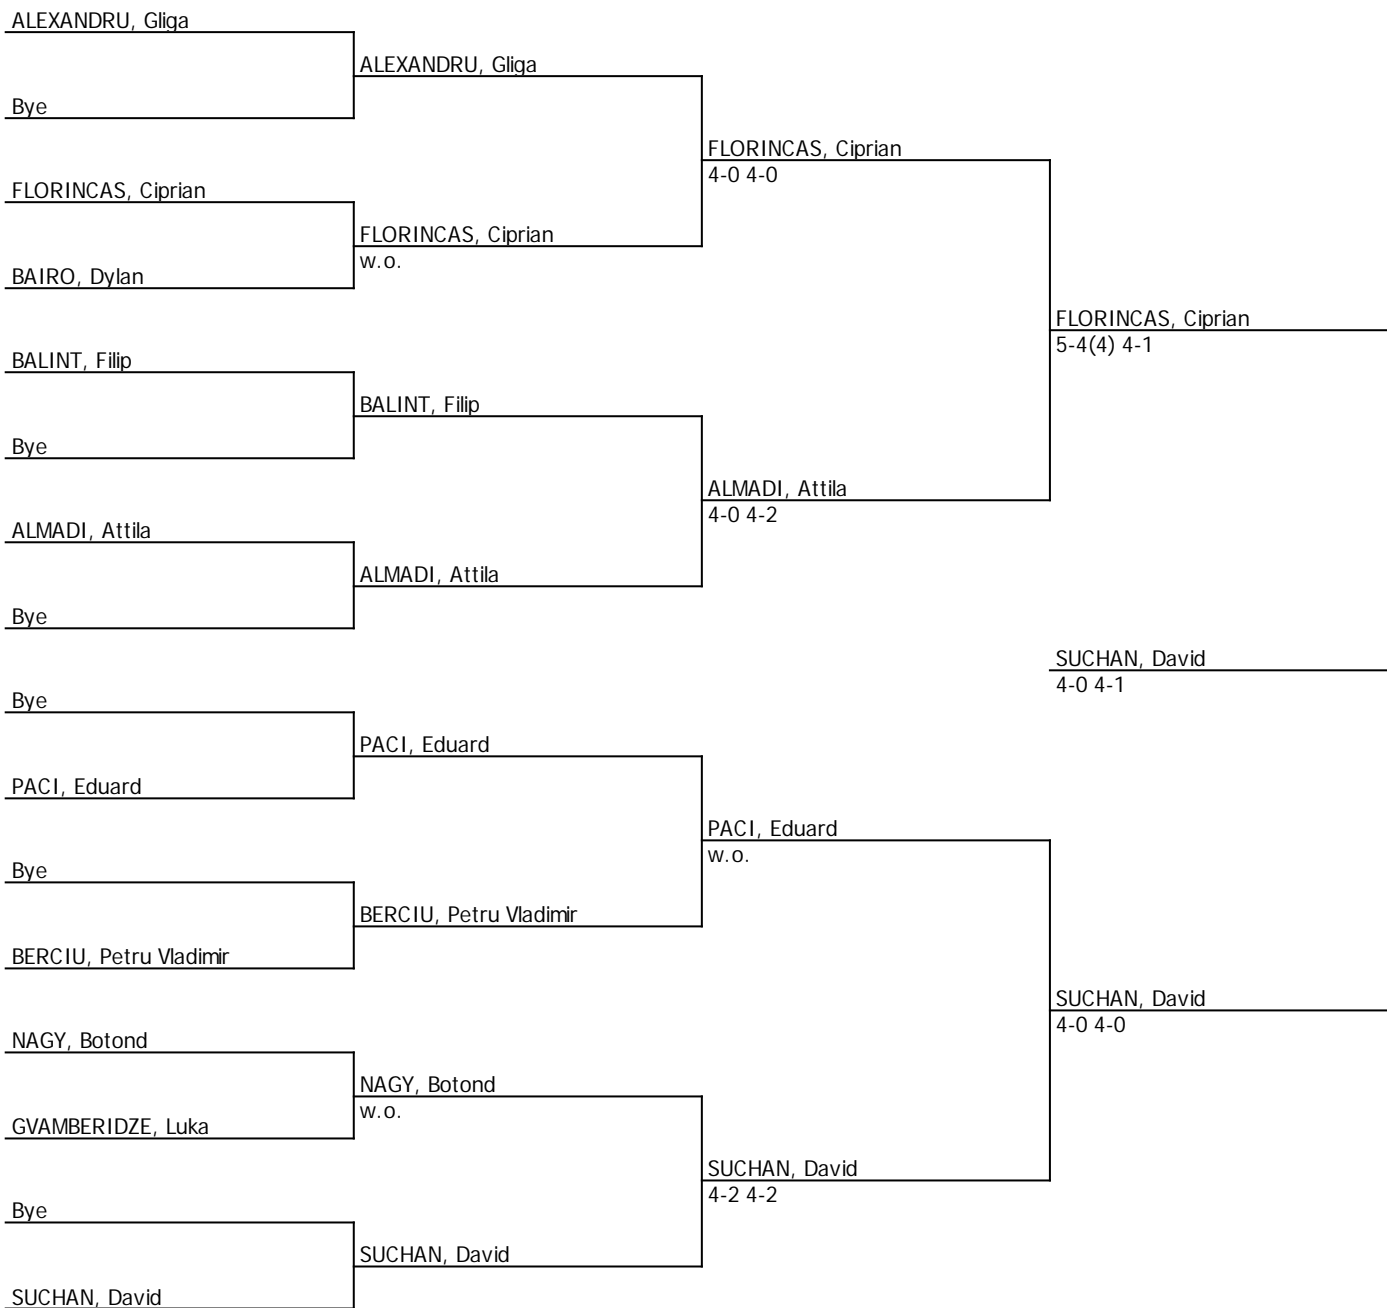 ALEXANDRU, Gliga
ALEXANDRU, Gliga
Bye
FLORINCAS, Ciprian
4-0 4-0
FLORINCAS, Ciprian
FLORINCAS, Ciprian
w.o.
BAIRO, Dylan
FLORINCAS, Ciprian
5-4(4) 4-1
BALINT, Filip
BALINT, Filip
Bye
ALMADI, Attila
4-0 4-2
ALMADI, Attila
ALMADI, Attila
Bye
SUCHAN, David
4-0 4-1
Bye
PACI, Eduard
PACI, Eduard
PACI, Eduard
w.o.
Bye
BERCIU, Petru Vladimir
BERCIU, Petru Vladimir
SUCHAN, David
4-0 4-0
NAGY, Botond
NAGY, Botond
w.o.
GVAMBERIDZE, Luka
SUCHAN, David
4-2 4-2
Bye
SUCHAN, David
SUCHAN, David